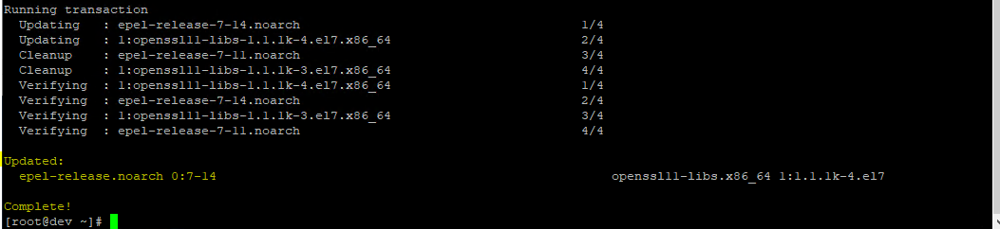 Running transaction
  Updating   : epel-release-7-14.noarch                                     1/4
  Updating   : 1:openssl11-libs-1.1.1k-4.el7.x86_64                         2/4
  Cleanup    : epel-release-7-11.noarch                                     3/4
  Cleanup    : 1:openssl11-libs-1.1.1k-3.el7.x86_64                         4/4
  Verifying  : 1:openssl11-libs-1.1.1k-4.el7.x86_64                         1/4
  Verifying  : epel-release-7-14.noarch                                     2/4
  Verifying  : 1:openssl11-libs-1.1.1k-3.el7.x86_64                         3/4
  Verifying  : epel-release-7-11.noarch                                     4/4
Updated:
  epel-release.noarch 0:7-14                                                    openssl11-libs.x86_64 1:1.1.1k-4.el7
Complete!
[root@dev ~]#